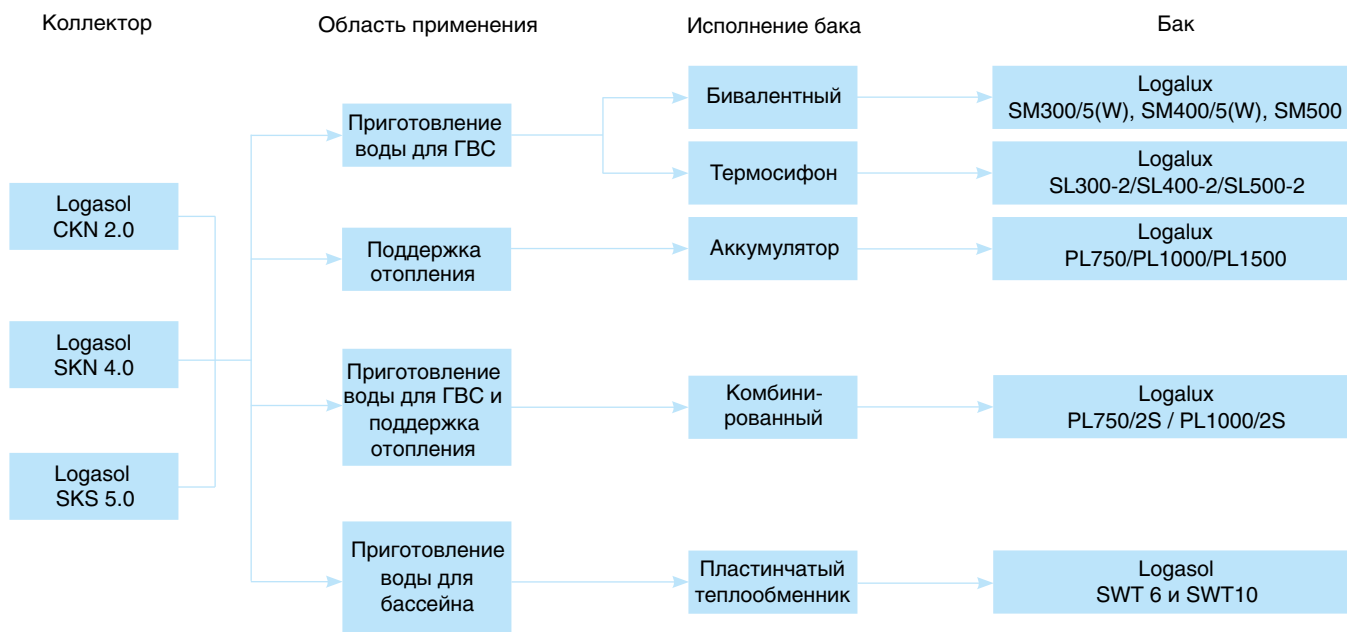 Коллектор
Область применения
Исполнение бака
Бак
Logasol
CKN 2.0
Logasol
SKN 4.0
Logasol
SKS 5.0
Приготовление
воды для ГВС
Поддержка
отопления
Приготовление
воды для ГВС и
поддержка
отопления
Приготовление
воды для
бассейна
Бивалентный
Термосифон
Аккумулятор
Комбини-
рованный
Пластинчатый
теплообменник
Logalux
SM300/5(W), SM400/5(W), SM500
Logalux
SL300-2/SL400-2/SL500-2
Logalux
PL750/PL1000/PL1500
Logalux
PL750/2S / PL1000/2S
Logasol
SWT 6 и SWT10